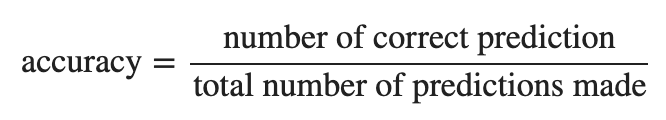 accuracy = number of correct prediction
total number of predictions made